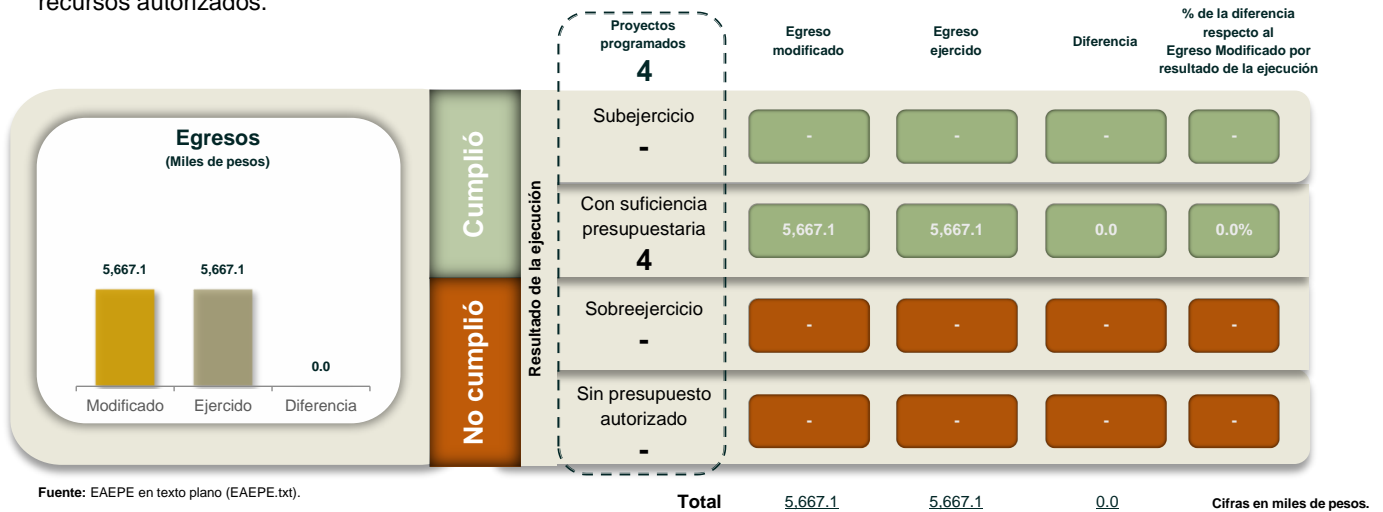 recursos autorizados.
Proyectos
programados
4
Egreso
modificado
Egreso
ejercido
Diferencia
% de la diferencia
respecto al
Egreso Modificado por
resultado de la ejecución
Egresos
(Miles de pesos)
5,667.1
5,667.1
0.0
Modificado
Ejercido
Diferencia
Cumplió
No cumplió
Resultado de la ejecución
Subejercicio
-
-
-
-
-
Con suficiencia
presupuestaria
4
5,667.1
5,667.1
0.0
0.0%
Sobreejercicio
-
-
-
-
-
Sin presupuesto
autorizado
-
-
-
-
-
Fuente: EAEPE en texto plano (EAEPE.txt).
Total 5,667.1 5,667.1 0.0
Cifras en miles de pesos.